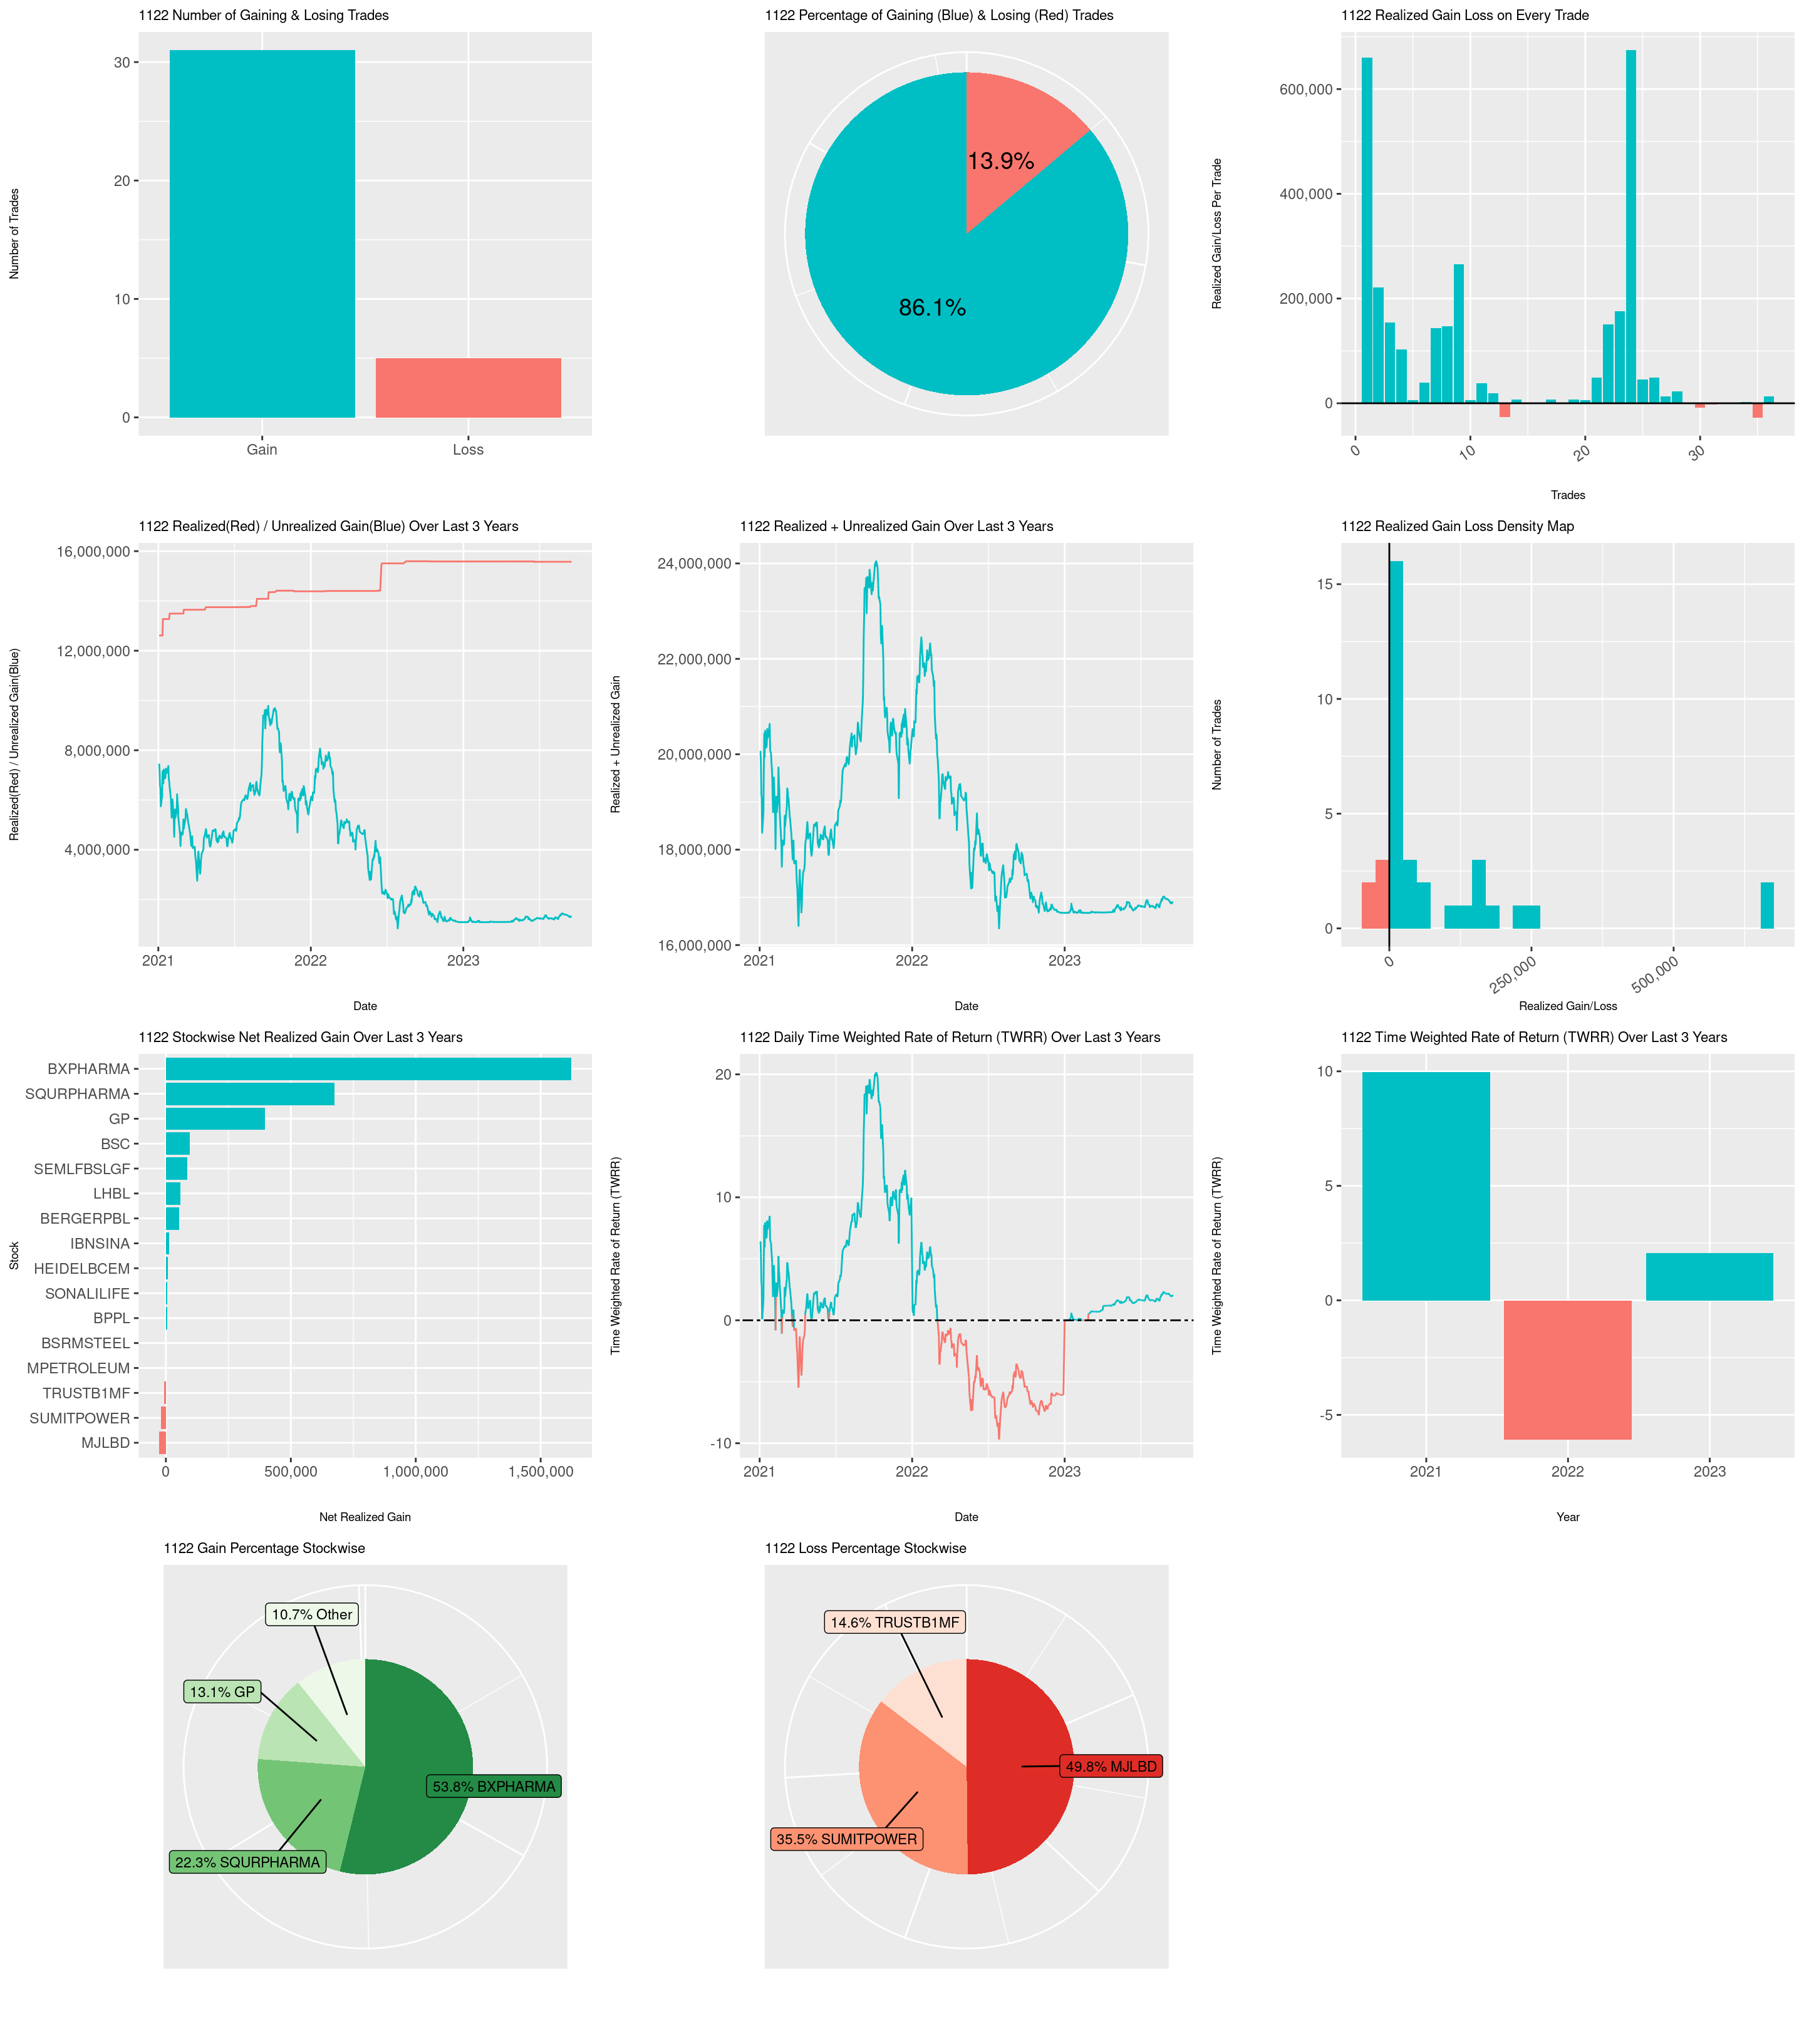 1122 Number of Gaining & Losing Trades
Number of Trades
30
20
10
0
Gain
Loss
1122 Percentage of Gaining (Blue) & Losing (Red) Trades
13.9%
86.1%
1122 Realized Gain Loss on Every Trade
Realized Gain/Loss Per Trade
600,000
400,000
200,000
0
0
10
20
30
Trades
1122 Realized(Red) / Unrealized Gain(Blue) Over Last 3 Years
Realized(Red) / Unrealized Gain(Blue)
16,000,000
12,000,000
8,000,000
4,000,000
2021
2022
2023
Date
1122 Realized + Unrealized Gain Over Last 3 Years
Realized + Unrealized Gain
24,000,000
22,000,000
20,000,000
18,000,000
16,000,000
2021
2022
2023
Date
1122 Realized Gain Loss Density Map
Number of Trades
15
10
5
0
0
250,000
500,000
Realized Gain/Loss
1122 Stockwise Net Realized Gain Over Last 3 Years
Stock
BXPHARMA
SQURPHARMA
GP
BSC
SEMLFBSLGF
LHBL
BERGERPBL
IBNSINA
HEIDELBCEM
SONALILIFE
BPPL
BSRMSTEEL
MPETROLEUM
TRUSTB1MF
SUMITPOWER
MJLBD
0
500,000
1,000,000
1,500,000
Net Realized Gain
1122 Daily Time Weighted Rate of Return (TWRR) Over Last 3 Years
Time Weighted Rate of Return (TWRR)
20
10
0
-10
2021
2022
2023
Date
1122 Time Weighted Rate of Return (TWRR) Over Last 3 Years
Time Weighted Rate of Return (TWRR)
10
5
0
-5
2021
2022
2023
Year
1122 Gain Percentage Stockwise
10.7% Other
13.1% GP
53.8% BXPHARMA
22.3% SQURPHARMA
1122 Loss Percentage Stockwise
14.6% TRUSTB1MF
49.8% MJLBD
35.5% SUMITPOWER